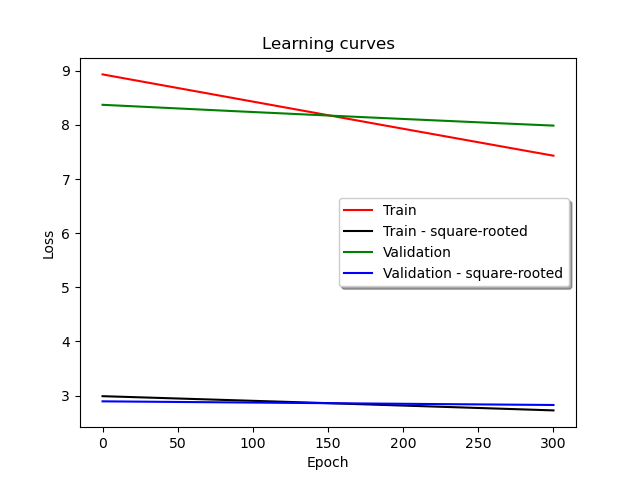 Learning curves
9
8
7
6
5
4
3
Loss
Train
Train - square-rooted
Validation
Validation - square-rooted
0 50 100 150 200 250 300
Epoch